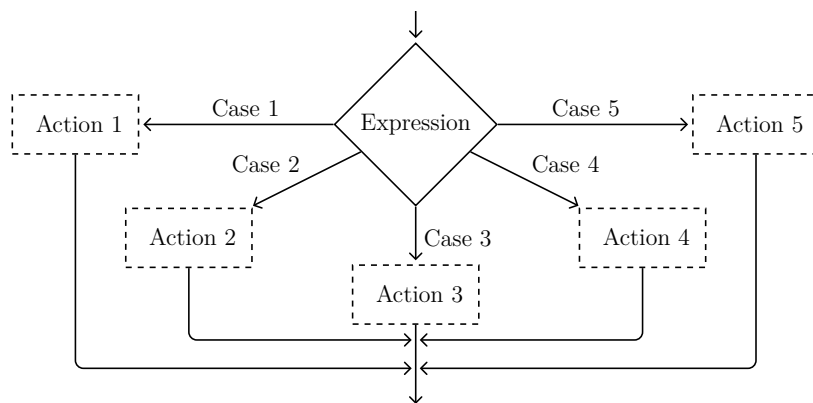 Case 1
Case 5
Action 1
Expression
Action 5
Case 2
Case 4
Action 2
Case 3
Action 4
Action 3